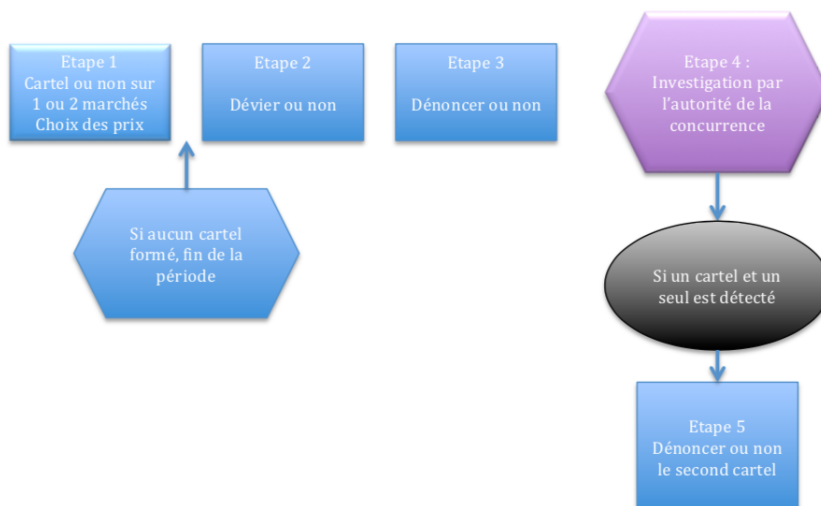 Etape 1
Cartel ou non sur
1 ou 2 marchés
Choix des prix
Etape 2
Dévier ou non
Etape 3
Dénoncer ou non
Etape 4 :
Investigation par
l'autorité de la
concurrence
Si aucun cartel
formé, fin de la
période
Si un cartel et un
seul est détecté
Etape 5
Dénoncer ou non
le second cartel